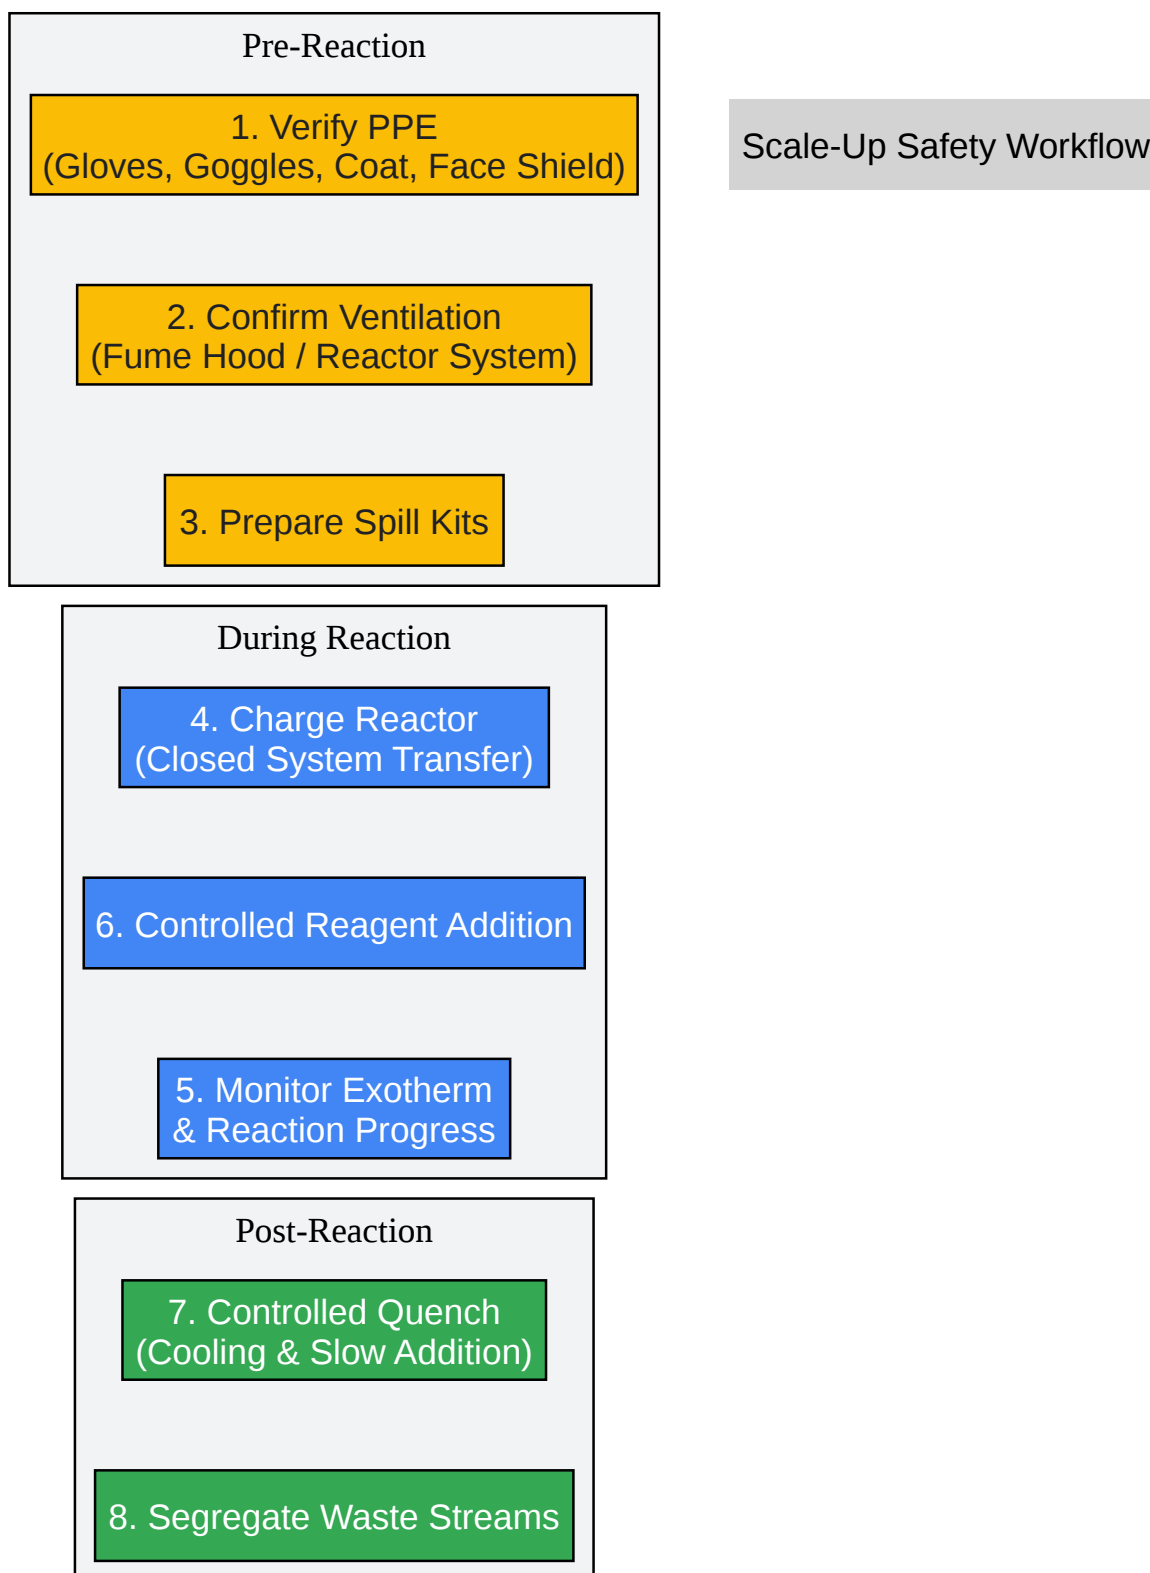 Pre-Reaction
1. Verify PPE
(Gloves, Goggles, Coat, Face Shield)
Scale-Up Safety Workflow
2. Confirm Ventilation
(Fume Hood / Reactor System)
3. Prepare Spill Kits
During Reaction
4. Charge Reactor
(Closed System Transfer)
6. Controlled Reagent Addition
5. Monitor Exotherm
& Reaction Progress
Post-Reaction
7. Controlled Quench
(Cooling & Slow Addition)
8. Segregate Waste Streams